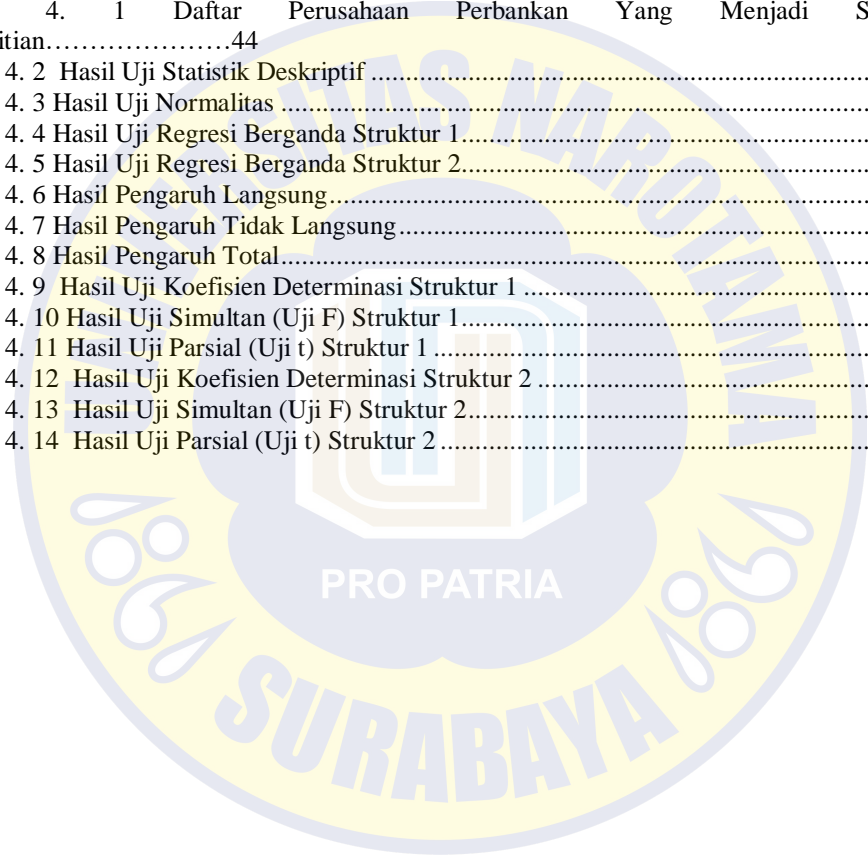 4. 1 Daftar Perusahaan Perbankan Yang Menjadi S
itian…………………44
4. 2 Hasil Uji Statistik Deskriptif ........................................................................................
4. 3 Hasil Uji Normalitas ........................................................................................
4. 4 Hasil Uji Regresi Berganda Struktur 1........................................................................................
4. 5 Hasil Uji Regresi Berganda Struktur 2........................................................................................
4. 6 Hasil Pengaruh Langsung........................................................................................
4. 7 Hasil Pengaruh Tidak Langsung........................................................................................
4. 8 Hasil Pengaruh Total........................................................................................
4. 9 Hasil Uji Koefisien Determinasi Struktur 1 ........................................................................................
4. 10 Hasil Uji Simultan (Uji F) Struktur 1........................................................................................
4. 11 Hasil Uji Parsial (Uji t) Struktur 1 ........................................................................................
4. 12 Hasil Uji Koefisien Determinasi Struktur 2 ........................................................................................
4. 13 Hasil Uji Simultan (Uji F) Struktur 2........................................................................................
4. 14 Hasil Uji Parsial (Uji t) Struktur 2 ........................................................................................
UNIVERSITAS NAROTAMA
PRO PATRIA
SURABAYA